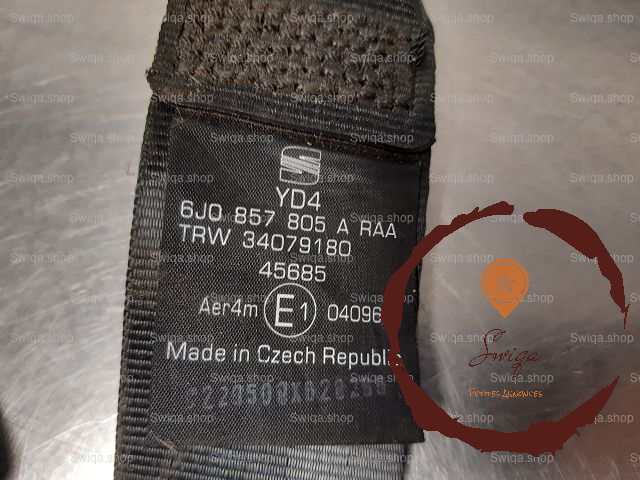 YD4
6J0 857 805 A RAA
TRW 34079180
45685
Aer4m E1 04096
Made in Czech Republic
Swiqa
PETITES ANNONCES
Swiqa.shop